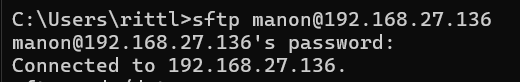 C:\Users\rittl>sftp manon@192.168.27.136
manon@192.168.27.136's password:
Connected to 192.168.27.136.